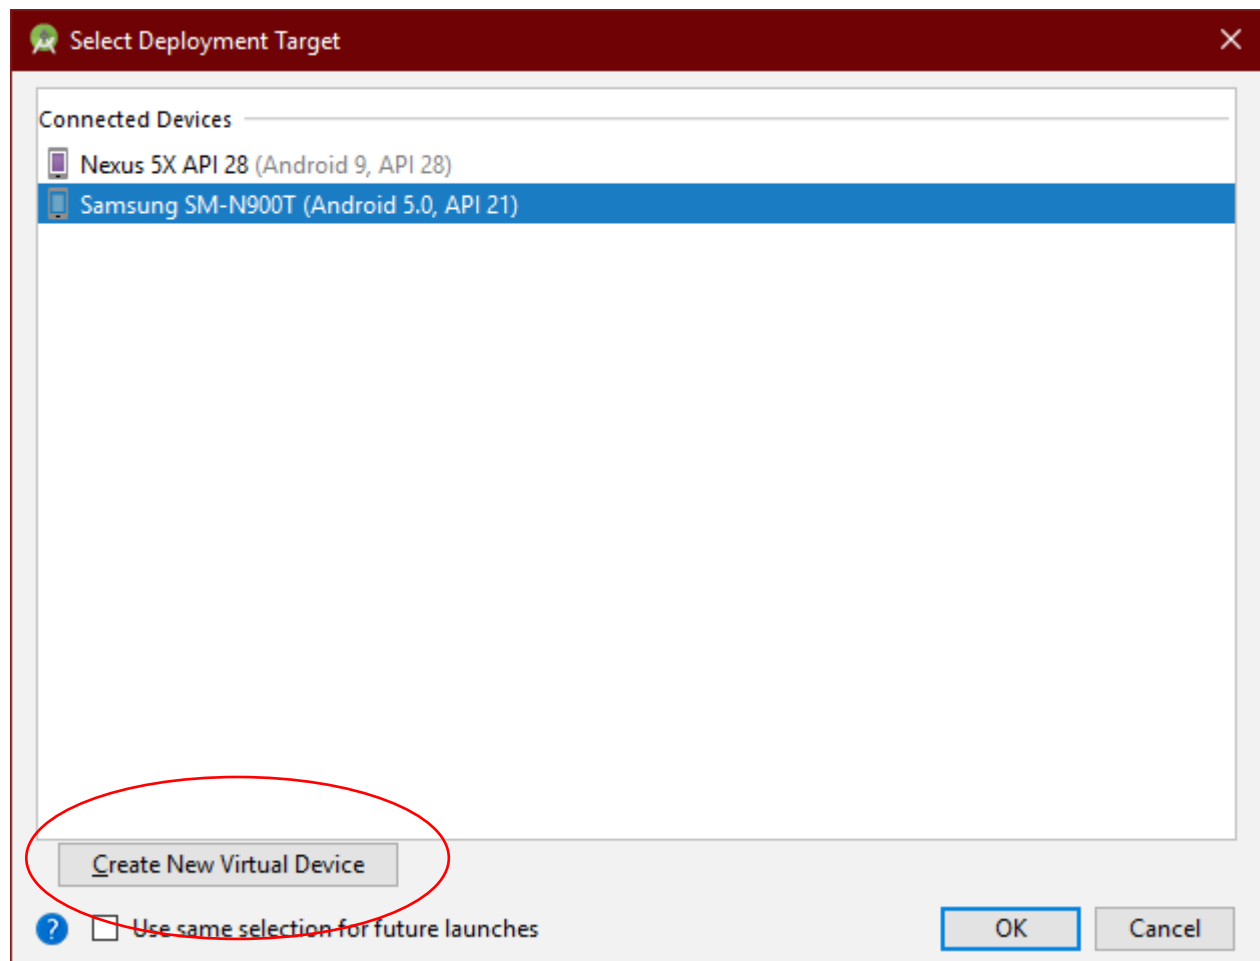 Select Deployment Target
Connected Devices
Nexus 5X API 28 (Android 9, API 28)
Samsung SM-N900T (Android 5.0, API 21)
Create New Virtual Device
? Use same selection for future launches OK Cancel